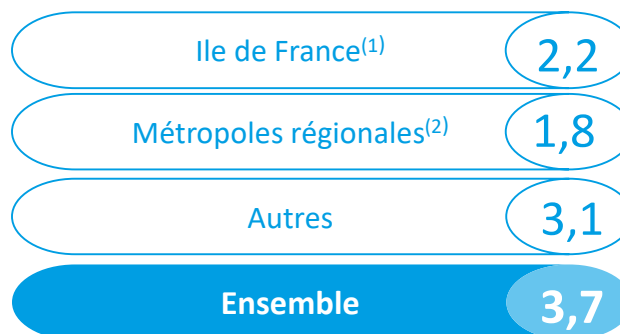 Ile de France(1) 2,2
Métropoles régionales(2) 1,8
Autres 3,1
Ensemble 3,7